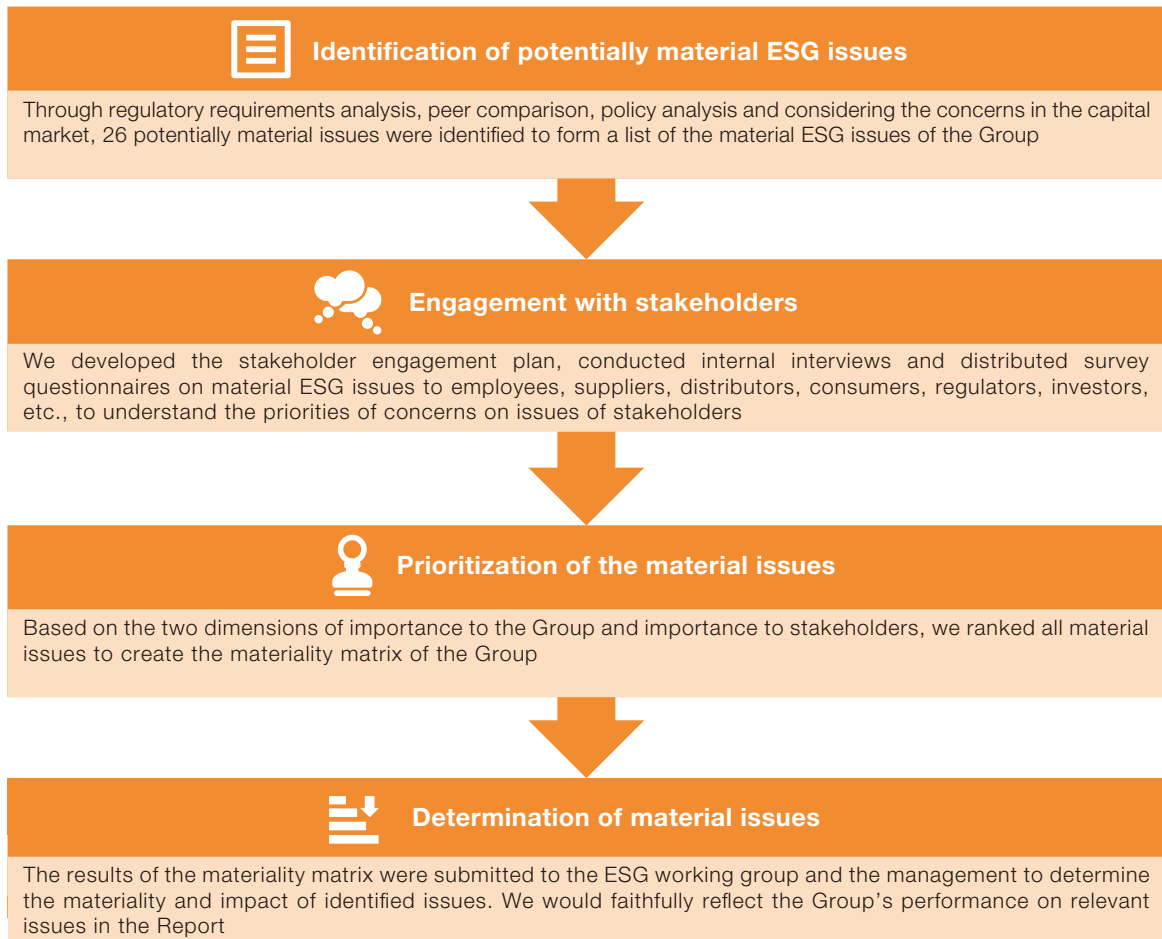 Identification of potentially material ESG issues
Through regulatory requirements analysis, peer comparison, policy analysis and considering the concerns in the capital
market, 26 potentially material issues were identified to form a list of the material ESG issues of the Group
Engagement with stakeholders
We developed the stakeholder engagement plan, conducted internal interviews and distributed survey
questionnaires on material ESG issues to employees, suppliers, distributors, consumers, regulators, investors,
etc., to understand the priorities of concerns on issues of stakeholders
Prioritization of the material issues
Based on the two dimensions of importance to the Group and importance to stakeholders, we ranked all material
issues to create the materiality matrix of the Group
Determination of material issues
The results of the materiality matrix were submitted to the ESG working group and the management to determine
the materiality and impact of identified issues. We would faithfully reflect the Group’s performance on relevant
issues in the Report